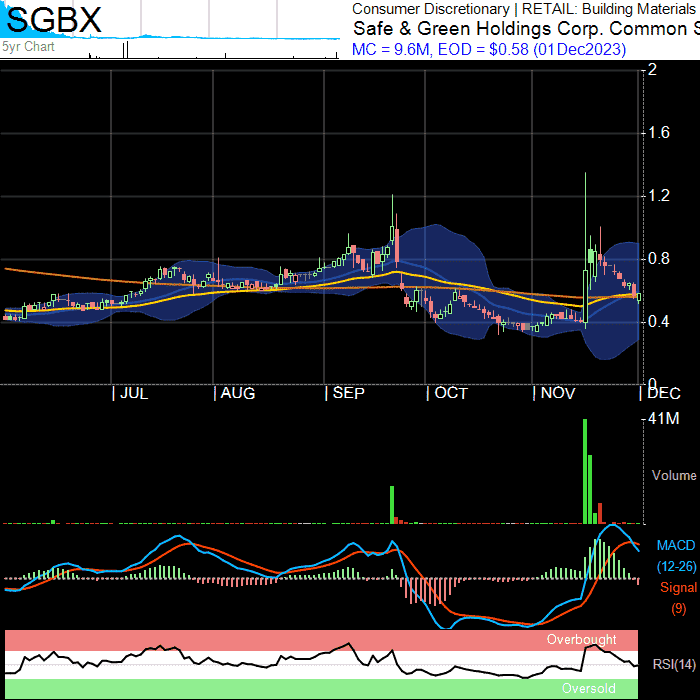 SGBX
5yr Chart
Consumer Discretionary | RETAIL: Building Materials
Safe & Green Holdings Corp. Common S
MC = 9.6M, EOD = $0.58 (01Dec2023)
2
1.6
1.2
0.8
0.4
0
JUL AUG SEP OCT NOV DEC
41M
Volume
MACD
(12-26)
Signal
(9)
Overbought
RSI(14)
Oversold